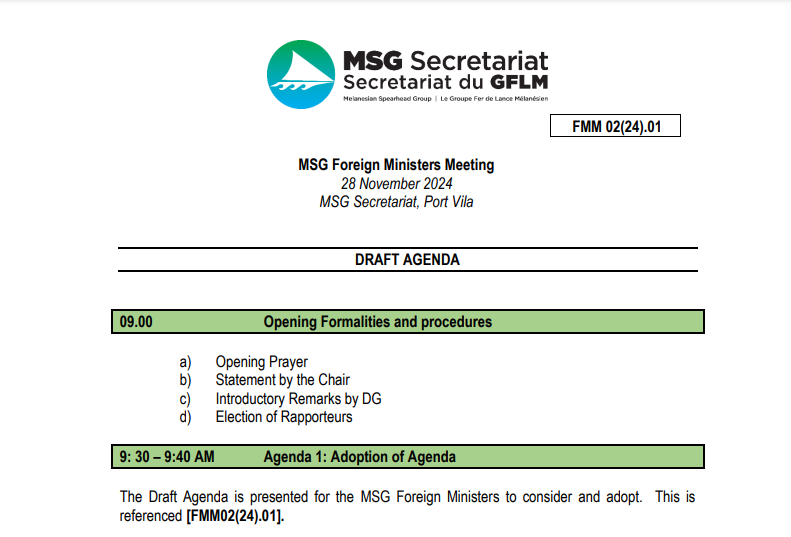 MSG Secretariat
Secretariat du GFLM
Melanesian Spearhead Group | Le Groupe Fer de Lance Mélanésien
FMM 02(24).01
MSG Foreign Ministers Meeting
28 November 2024
MSG Secretariat, Port Vila
DRAFT AGENDA
09.00 Opening Formalities and procedures
a) Opening Prayer
b) Statement by the Chair
c) Introductory Remarks by DG
d) Election of Rapporteurs
9: 30 – 9:40 AM Agenda 1: Adoption of Agenda
The Draft Agenda is presented for the MSG Foreign Ministers to consider and adopt. This is
referenced [FMM02(24).01].